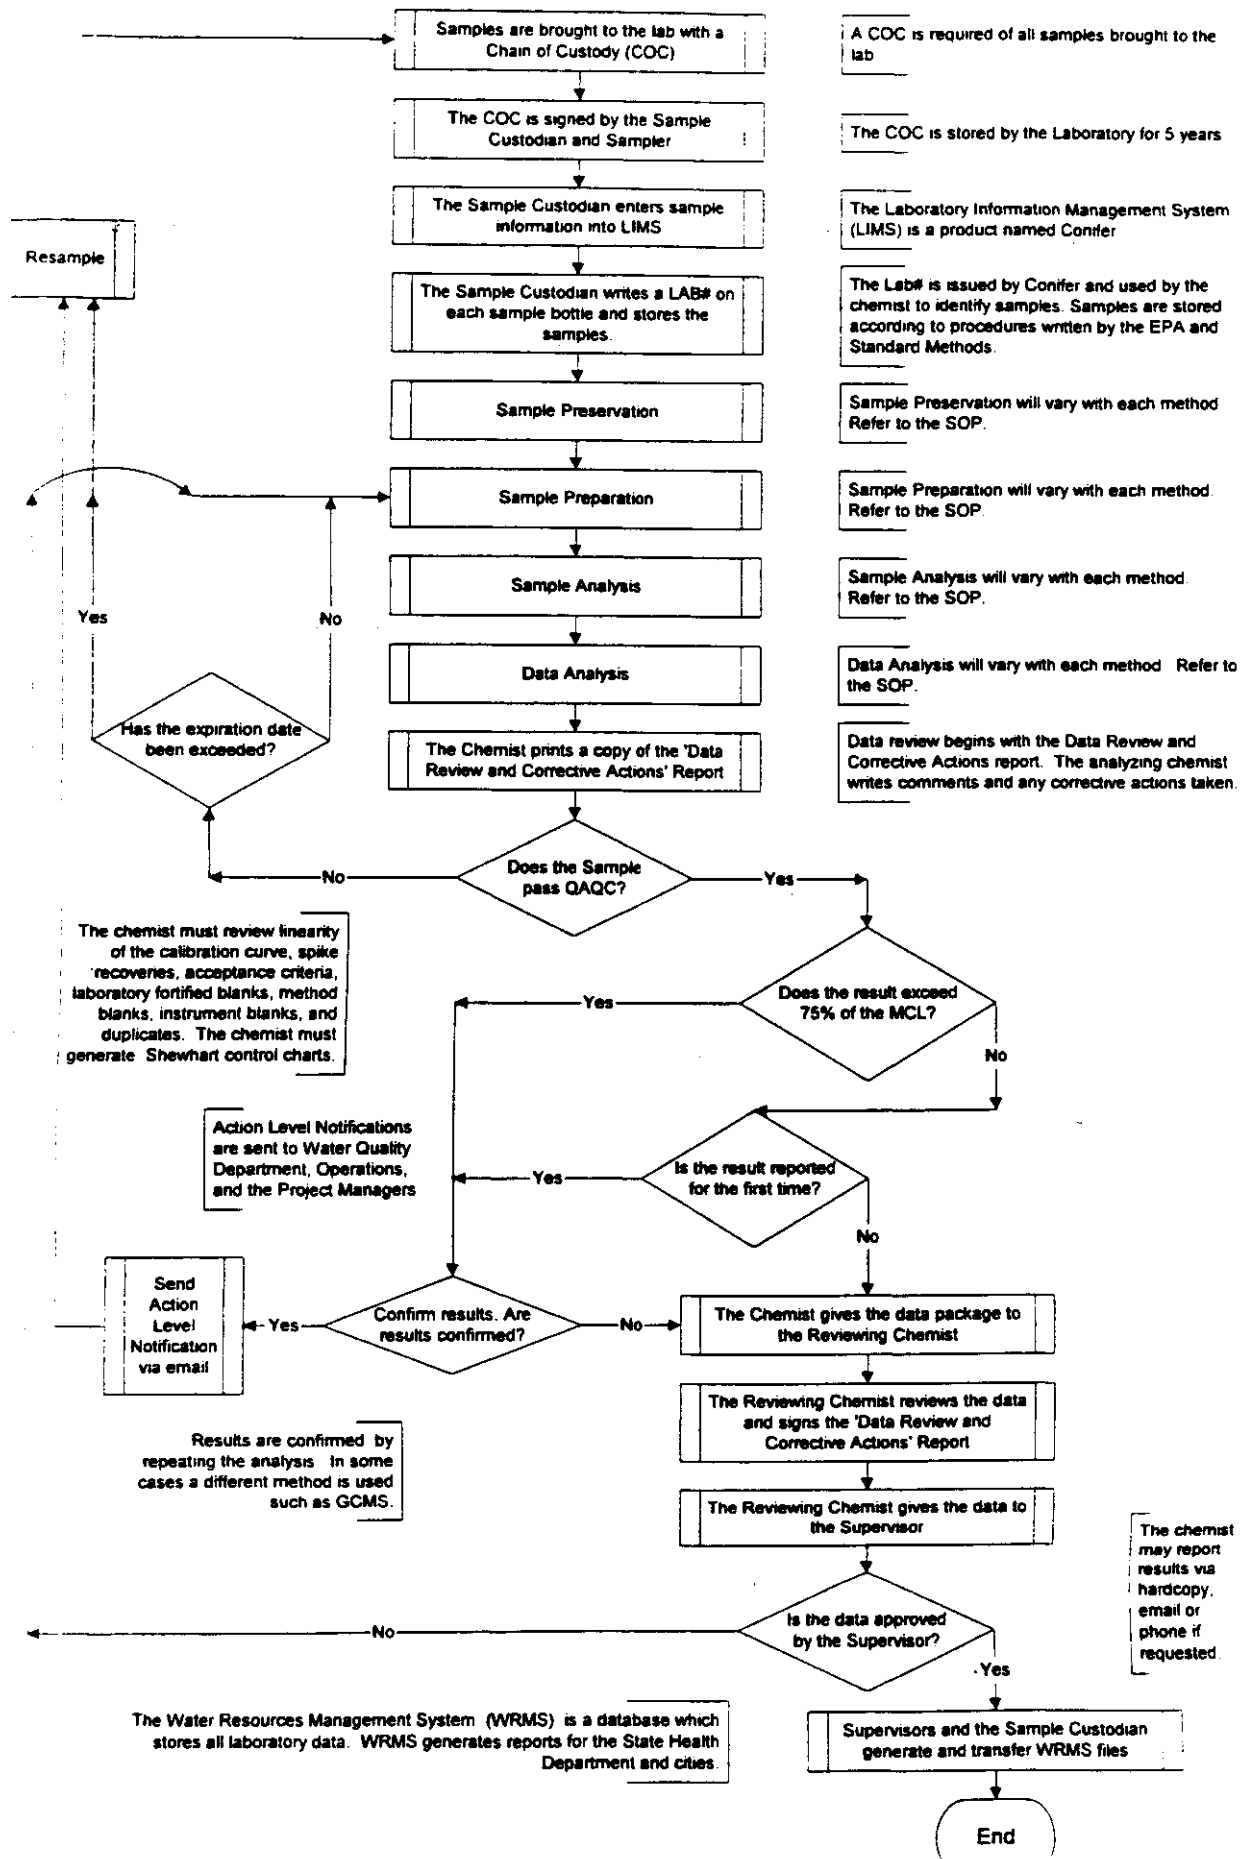 Samples are brought to the lab with a
Chain of Custody (COC)
A COC is required of all samples brought to the
lab
The COC is signed by the Sample
Custodian and Sampler
The COC is stored by the Laboratory for 5 years
The Sample Custodian enters sample
information into LIMS
The Laboratory Information Management System
(LIMS) is a product named Conifer
Resample
The Sample Custodian writes a LAB# on
each sample bottle and stores the
samples.
The Lab# is issued by Conifer and used by the
chemist to identify samples. Samples are stored
according to procedures written by the EPA and
Standard Methods.
Sample Preservation
Sample Preservation will vary with each method
Refer to the SOP.
Sample Preparation
Sample Preparation will vary with each method.
Refer to the SOP.
Sample Analysis
Sample Analysis will vary with each method.
Refer to the SOP.
Yes
No
Data Analysis
Data Analysis will vary with each method Refer to
the SOP.
Has the expiration date
been exceeded?
The Chemist prints a copy of the 'Data
Review and Corrective Actions' Report
Data review begins with the Data Review and
Corrective Actions report. The analyzing chemist
writes comments and any corrective actions taken.
Does the Sample
pass QAQC?
No
Yes
The chemist must review linearity
of the calibration curve, spike
recoveries, acceptance criteria,
laboratory fortified blanks, method
blanks, instrument blanks, and
duplicates. The chemist must
generate Shewhart control charts.
Does the result exceed
75% of the MCL?
Yes
No
Action Level Notifications
are sent to Water Quality
Department, Operations,
and the Project Managers
Is the result reported
for the first time?
Yes
No
Send
Action
Level
Notification
via email
Yes
Confirm results. Are
results confirmed?
No
The Chemist gives the data package to
the Reviewing Chemist
The Reviewing Chemist reviews the data
and signs the 'Data Review and
Corrective Actions' Report
Results are confirmed by
repeating the analysis In some
cases a different method is used
such as GCMS.
The Reviewing Chemist gives the data to
the Supervisor
The chemist
may report
results via
hardcopy,
email or
phone if
requested.
Is the data approved
by the Supervisor?
No
Yes
The Water Resources Management System (WRMS) is a database which
stores all laboratory data. WRMS generates reports for the State Health
Department and cities.
Supervisors and the Sample Custodian
generate and transfer WRMS files
End